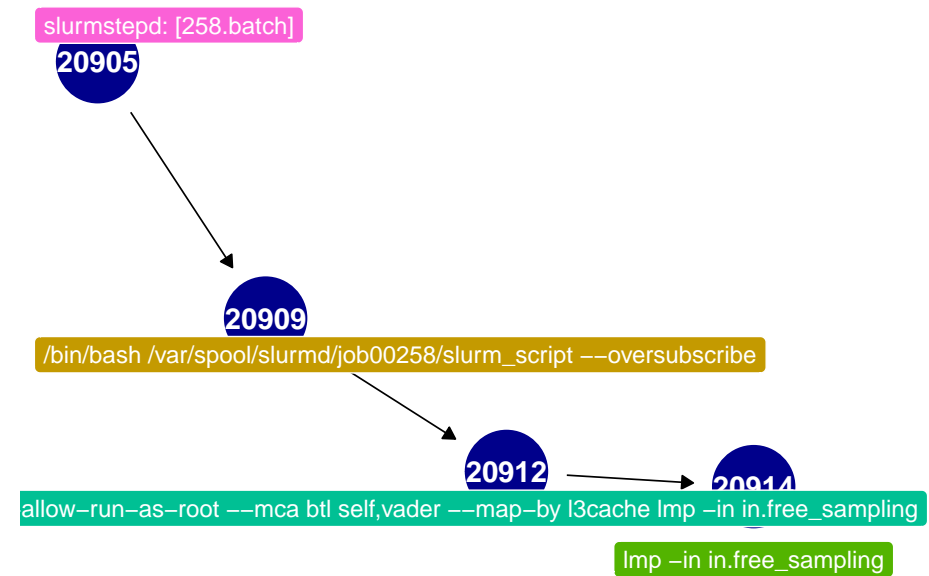 slurmstepd: [258.batch]
20905
20909
/bin/bash /var/spool/slurmd/job00258/slurm_script −−oversubscribe
20912
20914
allow−run−as−root −−mca btl self,vader −−map−by l3cache lmp −in in.free_sampling
lmp −in in.free_sampling